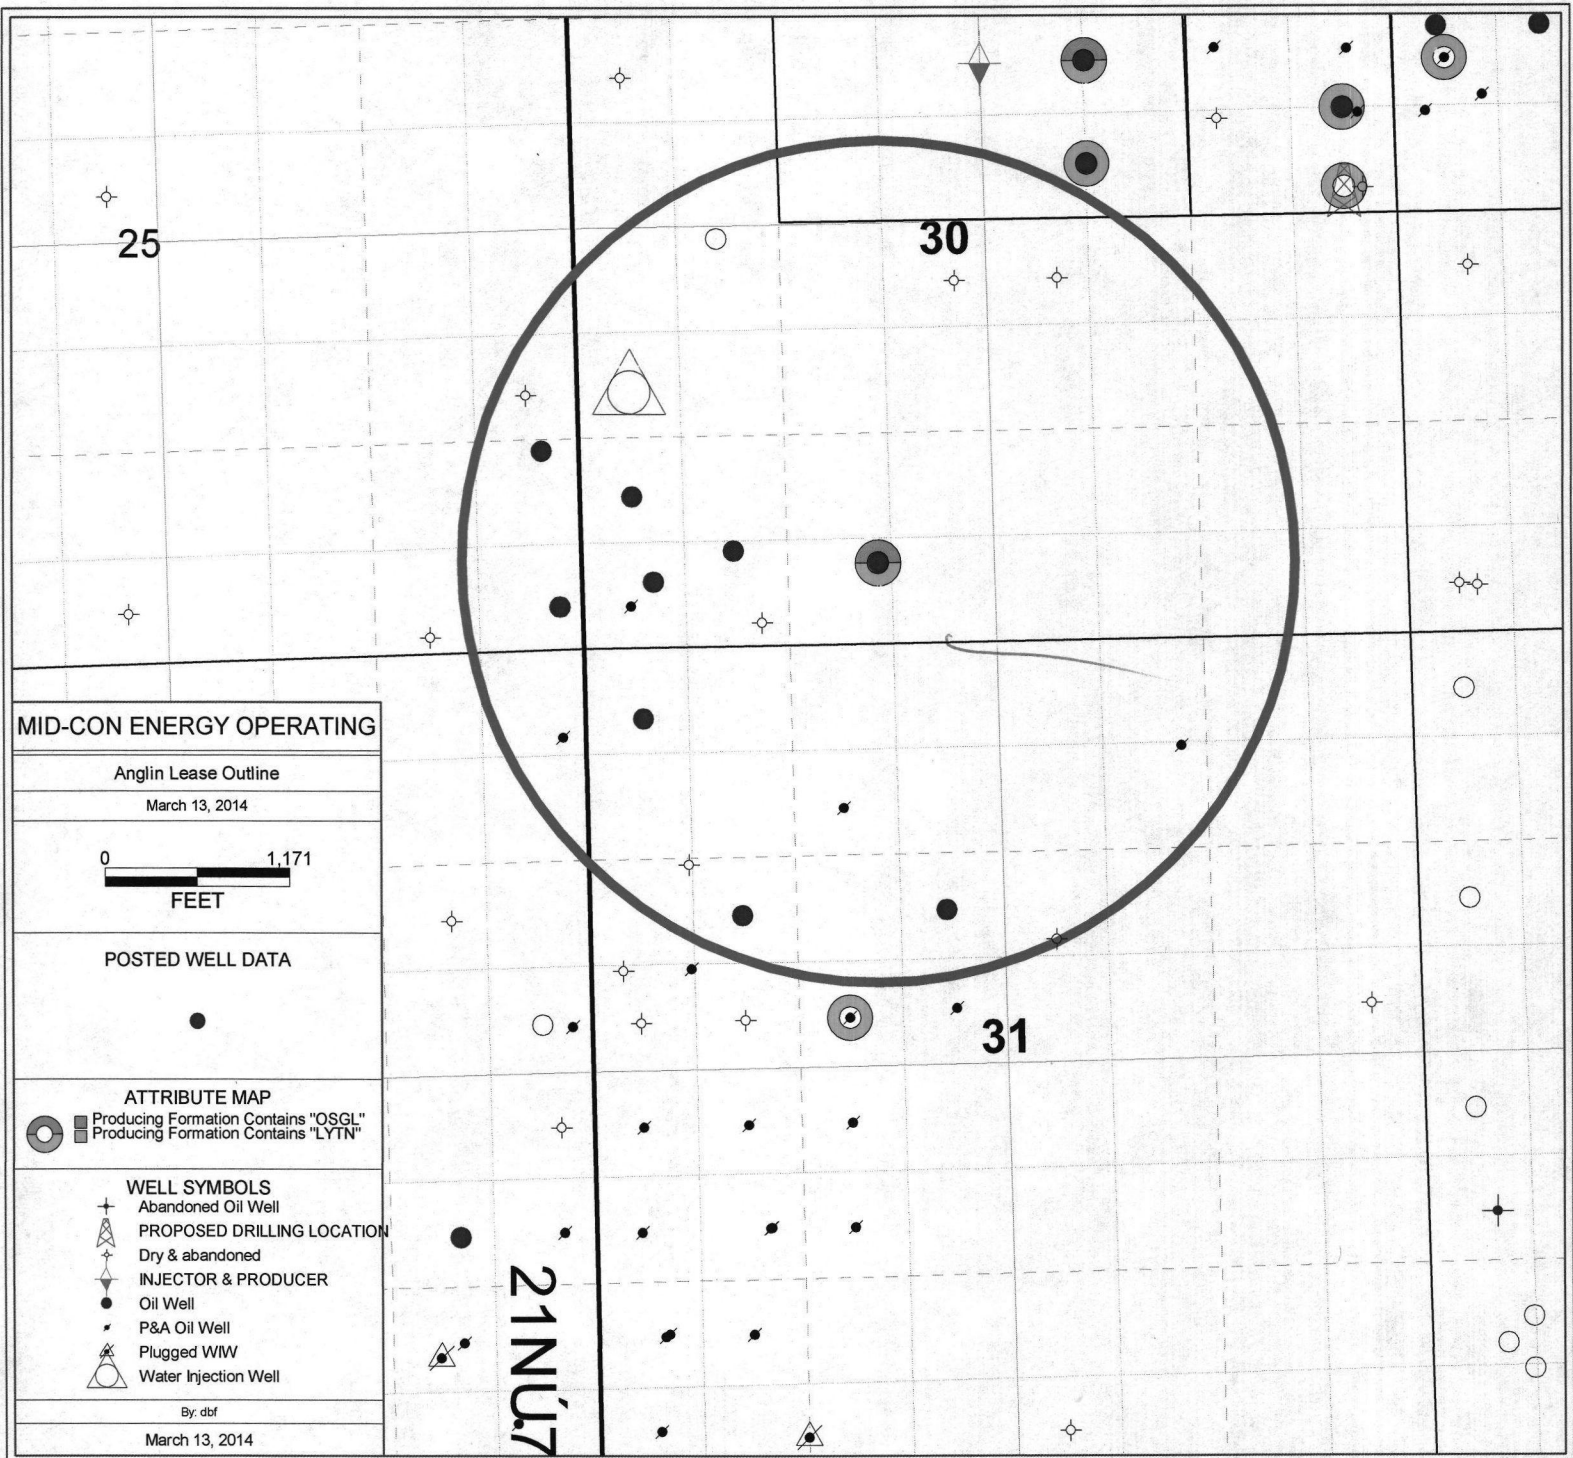 25
30
MID-CON ENERGY OPERATING
Anglin Lease Outline
March 13, 2014
0 1,171
FEET
POSTED WELL DATA
31
ATTRIBUTE MAP
Producing Formation Contains "OSGL"
Producing Formation Contains "LYTN"
WELL SYMBOLS
Abandoned Oil Well
PROPOSED DRILLING LOCATION
Dry & abandoned
INJECTOR & PRODUCER
Oil Well
P&A Oil Well
Plugged WIW
Water Injection Well
By: dbf
March 13, 2014
21NÚ7